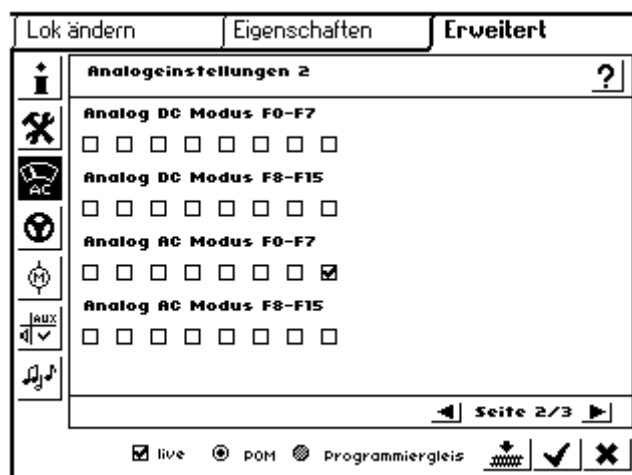 Lok ändern Eigenschaften Erweitert
Analogeinstellungen 2 ?
Analog DC Modus F0-F7
Analog DC Modus F8-F15
AC
Analog AC Modus F0-F7
M
Analog AC Modus F8-F15
AUX
Seite 2/3
live POM Programmiergleis